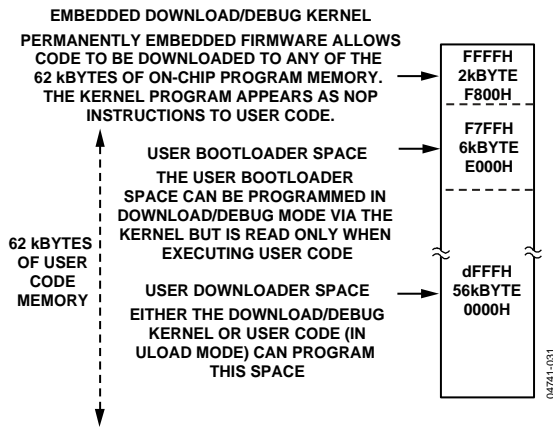 EMBEDDED DOWNLOAD/DEBUG KERNEL
PERMANENTLY EMBEDDED FIRMWARE ALLOWS
CODE TO BE DOWNLOADED TO ANY OF THE
62 kBYTES OF ON-CHIP PROGRAM MEMORY.
THE KERNEL PROGRAM APPEARS AS NOP
INSTRUCTIONS TO USER CODE.
FFFFH
2kBYTE
F800H
USER BOOTLOADER SPACE
THE USER BOOTLOADER
SPACE CAN BE PROGRAMMED IN
DOWNLOAD/DEBUG MODE VIA THE
KERNEL BUT IS READ ONLY WHEN
EXECUTING USER CODE
F7FFH
6kBYTE
E000H
62 kBYTES
OF USER
CODE
MEMORY
USER DOWNLOADER SPACE
EITHER THE DOWNLOAD/DEBUG
KERNEL OR USER CODE (IN
ULOAD MODE) CAN PROGRAM
THIS SPACE
dFFFH
56kBYTE
0000H
04741-031